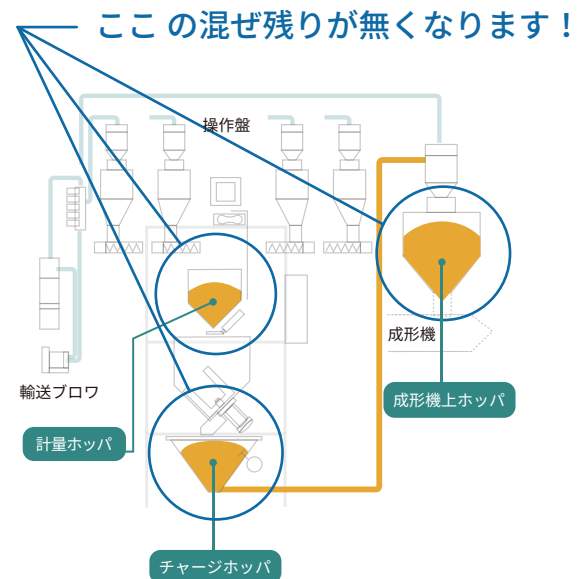 ここ の混ぜ残りが無くなります！
操作盤
成形機
輸送ブロワ
成形機上ホッパ
計量ホッパ
チャージホッパ